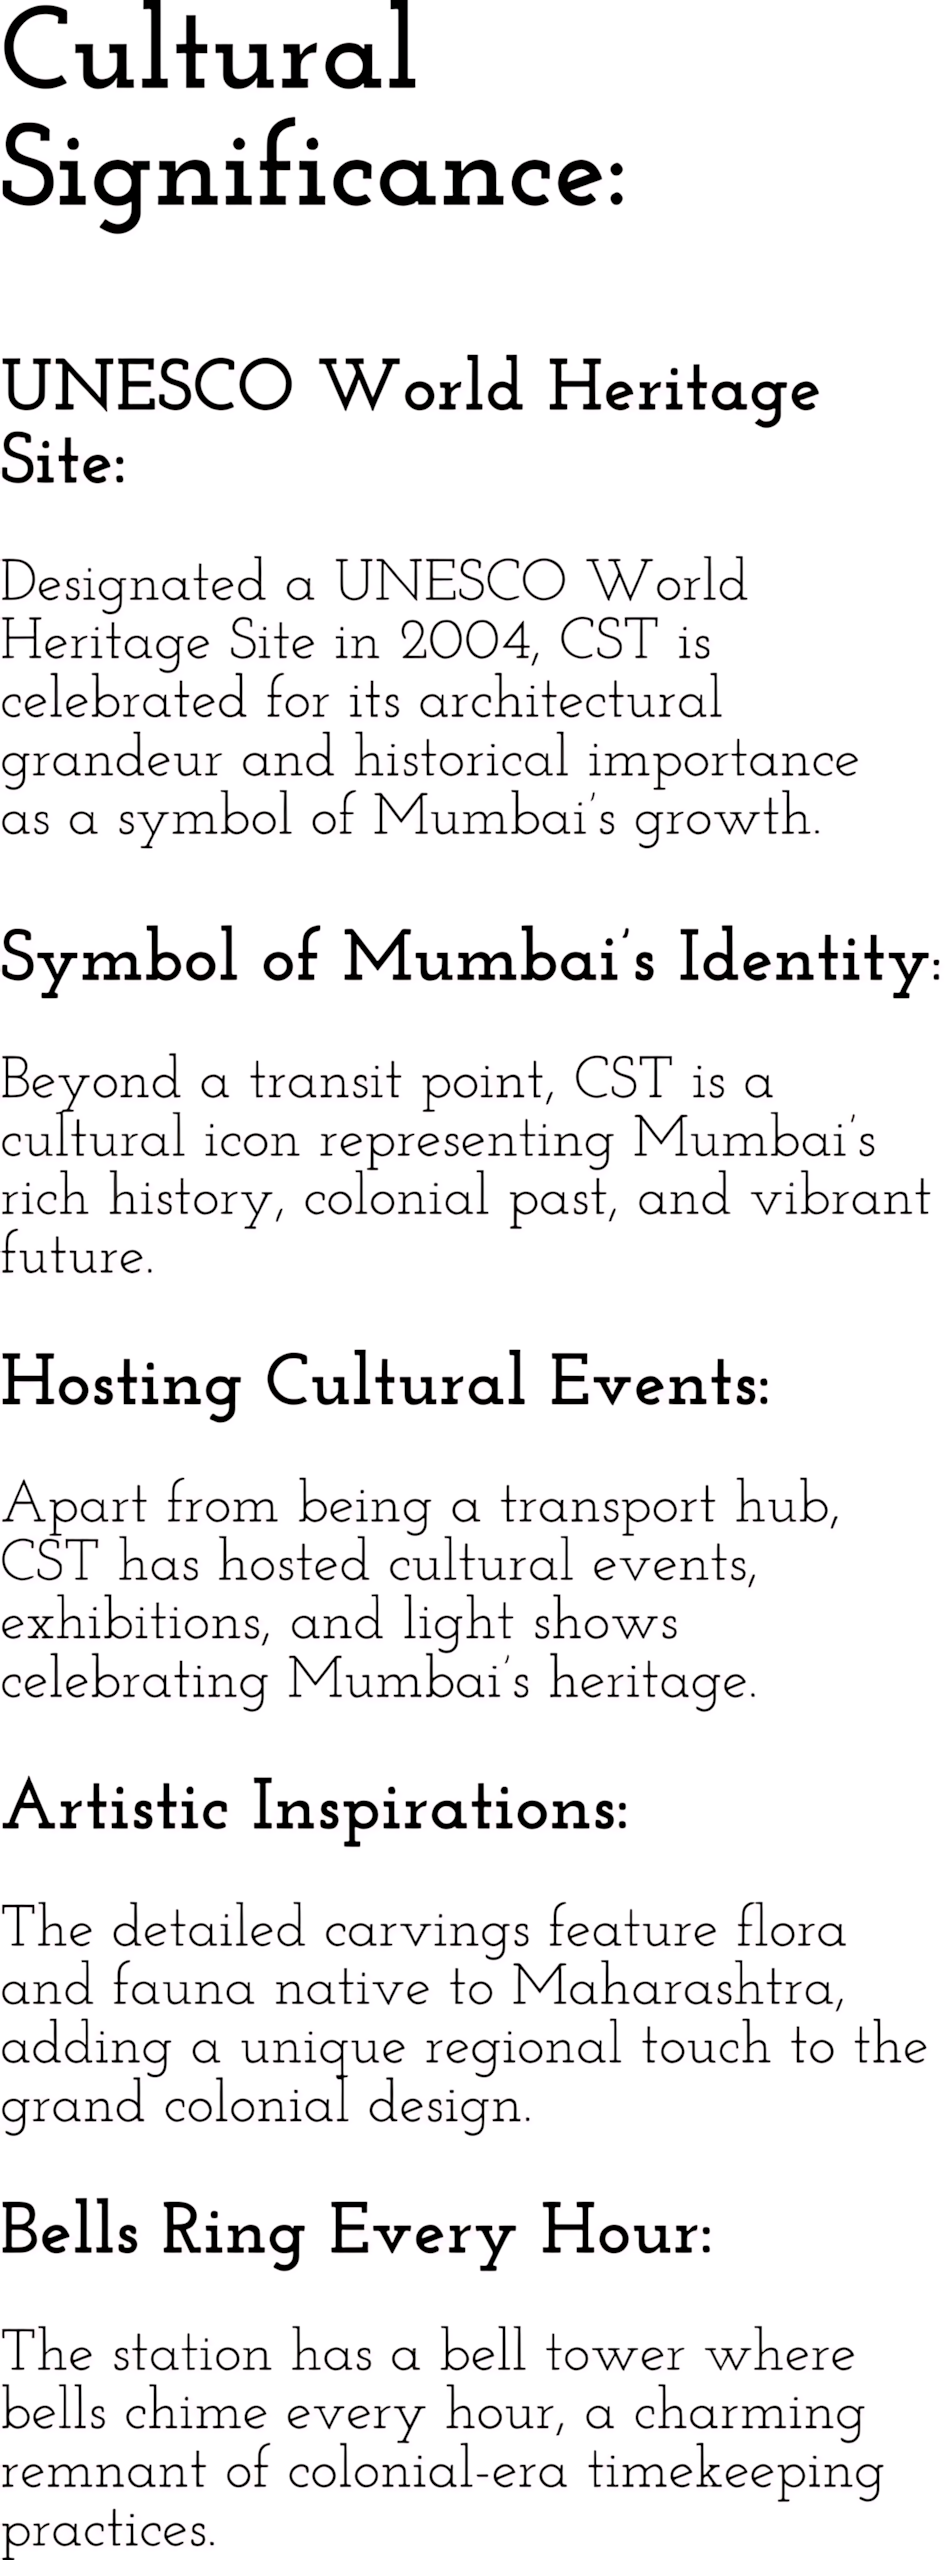 Cultural
Significance:
UNESCO World Heritage
Site:
Designated a UNESCO World
Heritage Site in 2004, CST is
celebrated for its architectural
grandeur and historical importance
as a symbol of Mumbai's growth.
Symbol of Mumbai's Identity:
Beyond a transit point, CST is a
cultural icon representing Mumbai's
rich history, colonial past, and vibrant
future.
Hosting Cultural Events:
Apart from being a transport hub,
CST has hosted cultural events,
exhibitions, and light shows
celebrating Mumbai's heritage.
Artistic Inspirations:
The detailed carvings feature flora
and fauna native to Maharashtra,
adding a unique regional touch to the
grand colonial design.
Bells Ring Every Hour:
The station has a bell tower where
bells chime every hour, a charming
remnant of colonial-era timekeeping
practices.